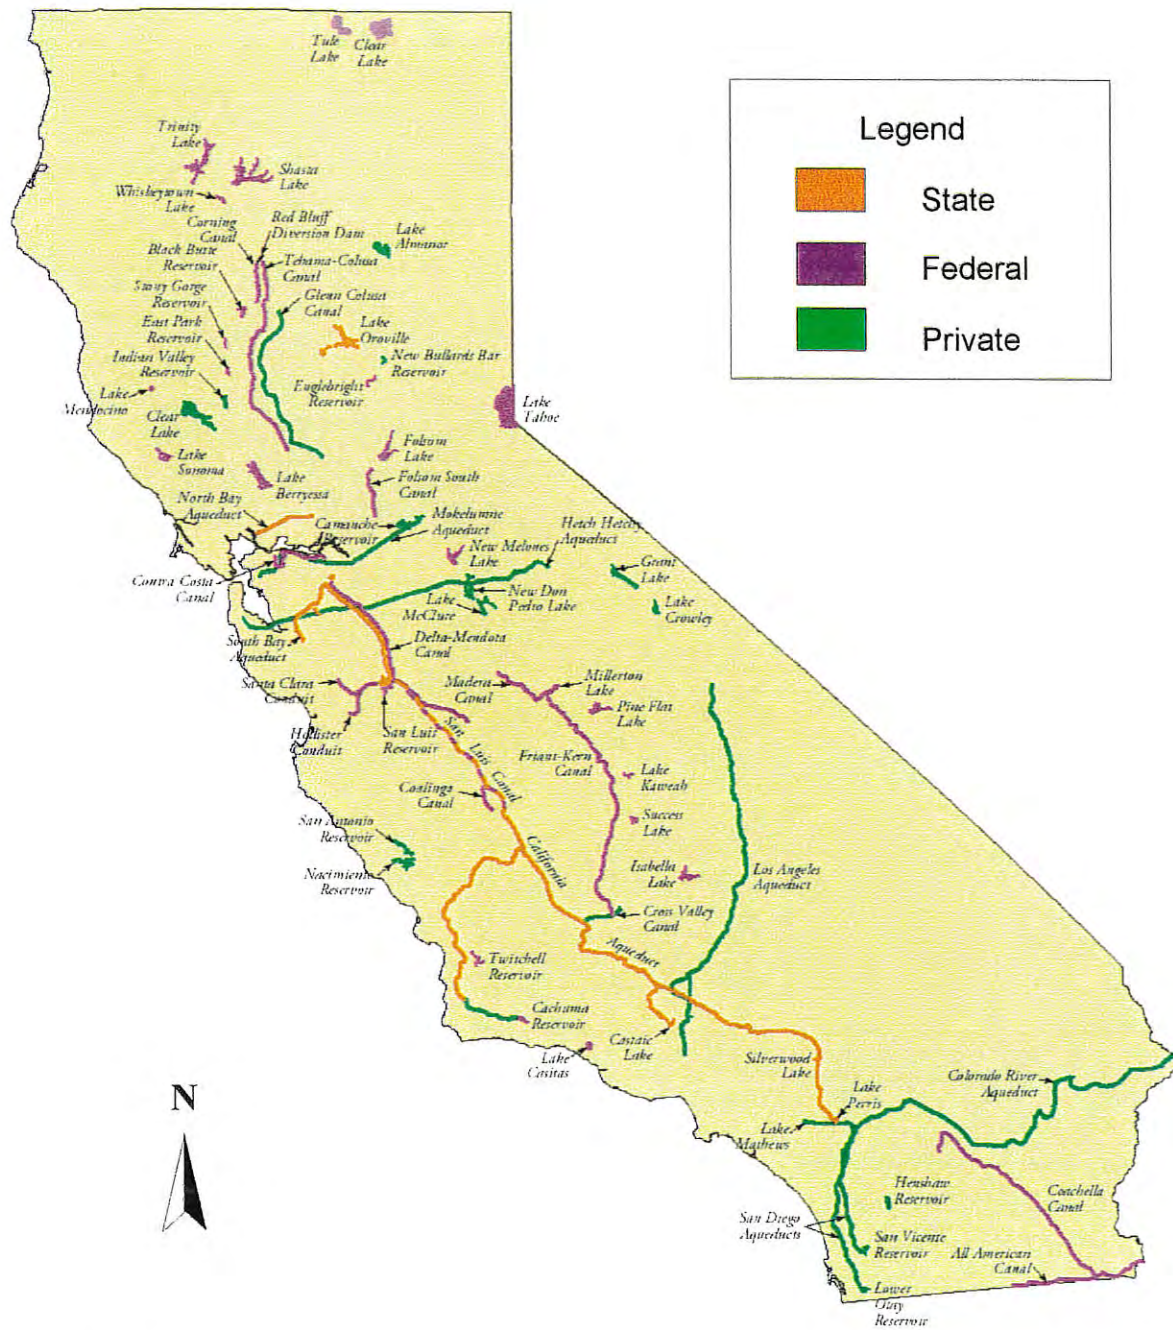 Tule
Lake
Clear
Lake
Legend
State
Federal
Private
Trinity
Lake
Shasta
Lake
Whiskeytown
Lake
Corning
Canal
Red Bluff
Diversion Dam
Lake
Almanor
Black Butte
Reservoir
Tehama-Colusa
Canal
Stony Gorge
Reservoir
Glenn Colusa
Canal
East Park
Reservoir
Lake
Oroville
Indian Valley
Reservoir
New Bullards Bar
Reservoir
Lake
Mendocino
Englebright
Reservoir
Clear
Lake
Lake
Tahoe
Lake
Sonoma
Folsom
Lake
Lake
Berryessa
Folsom South
Canal
North Bay
Aqueduct
Camanche
Reservoir
Mokelumne
Aqueduct
Hetch Hetchy
Aqueduct
New Melones
Lake
Grant
Lake
Contra Costa
Canal
Lake
McClure
New Don
Pedro Lake
Lake
Crowley
South Bay
Aqueduct
Delta-Mendota
Canal
Santa Clara
Conduit
Madera
Canal
Millerton
Lake
Pine Flat
Lake
Hollister
Conduit
San Luis
Reservoir
San Luis Canal
Friant-Kern
Canal
Lake
Kaweah
Coalinga
Canal
Success
Lake
San Antonio
Reservoir
California
Aqueduct
Nacimiento
Reservoir
Isabella
Lake
Los Angeles
Aqueduct
Cross Valley
Canal
Twitchell
Reservoir
Cachuma
Reservoir
Castaic
Lake
Lake
Casitas
Silverwood
Lake
Colorado River
Aqueduct
Lake
Perris
Lake
Mathews
N
Henshaw
Reservoir
Coachella
Canal
San Diego
Aqueducts
San Vicente
Reservoir
All American
Canal
Lower
Otay
Reservoir